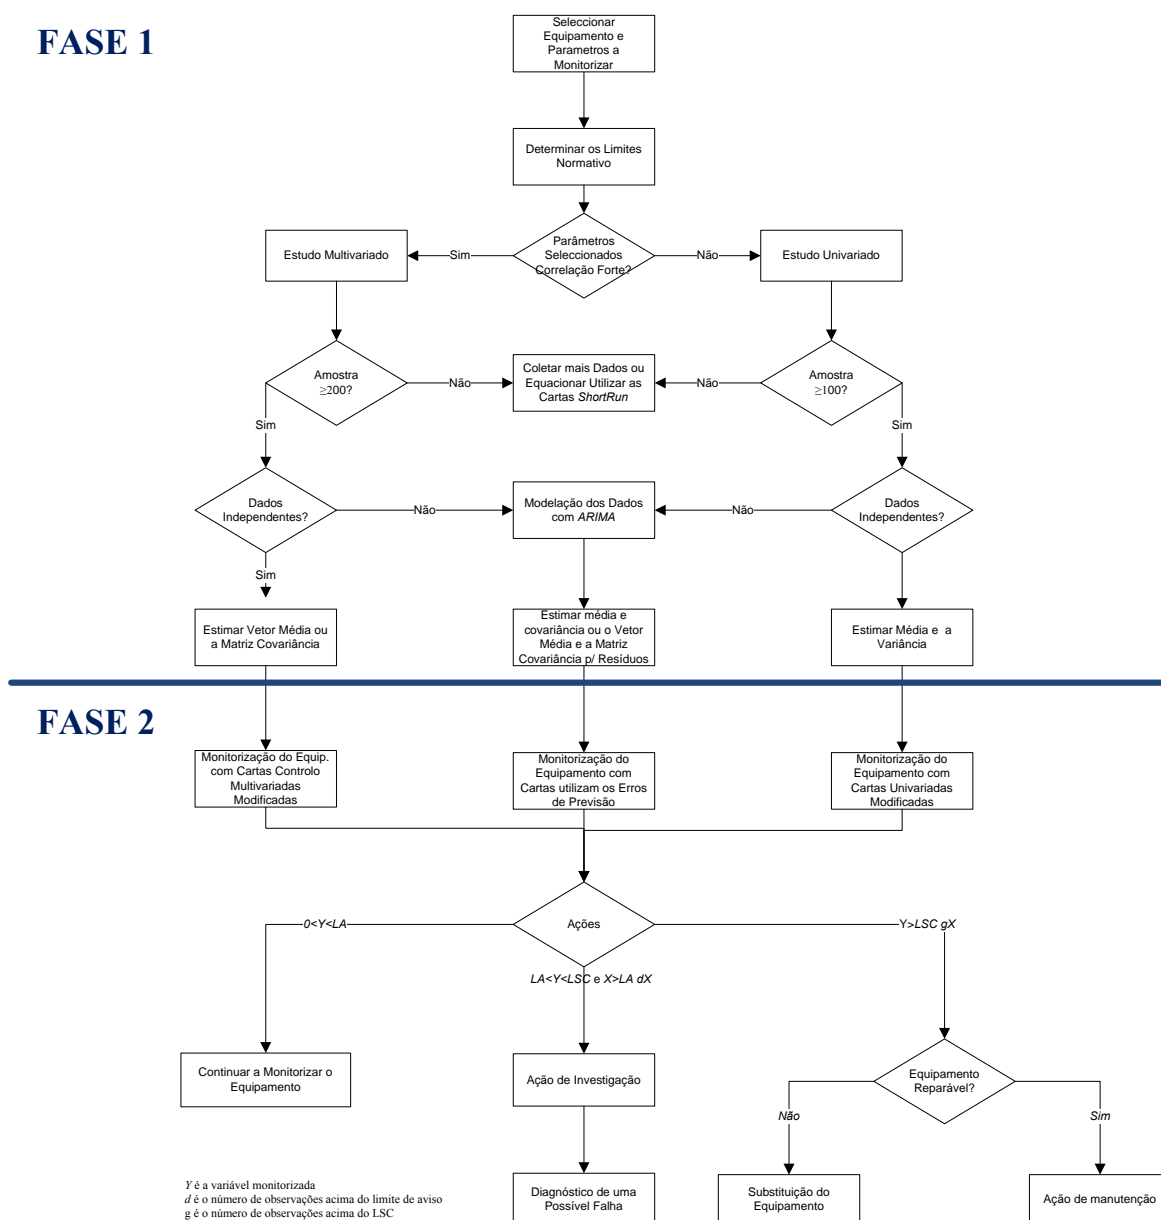 FASE 1
Seleccionar
Equipamento e
Parametros a
Monitorizar
Determinar os Limites
Normativo
Parâmetros
Seleccionados
Correlação Forte?
Sim
Não
Estudo Multivariado
Estudo Univariado
Amostra
≥200?
Não
Coletar mais Dados ou
Equacionar Utilizar as
Cartas ShortRun
Não
Amostra
≥100?
Sim
Sim
Dados
Independentes?
Não
Modelação dos Dados
com ARIMA
Não
Dados
Independentes?
Sim
Estimar Vetor Média ou
a Matriz Covariância
Estimar média e
covariância ou o Vetor
Média e a Matriz
Covariância p/ Resíduos
Estimar Média e a
Variância
FASE 2
Monitorização do Equip.
com Cartas Controlo
Multivariadas
Modificadas
Monitorização do
Equipamento com
Cartas utilizam os Erros
de Previsão
Monitorização do
Equipamento com
Cartas Univariadas
Modificadas
Ações
0<Y<LA
Y>LSC gX
LA<Y<LSC e X>LA dX
Continuar a Monitorizar o
Equipamento
Ação de Investigação
Equipamento
Reparável?
Não
Sim
Diagnóstico de uma
Possível Falha
Substituição do
Equipamento
Ação de manutenção
Y é a variável monitorizada
d é o número de observações acima do limite de aviso
g é o número de observações acima do LSC